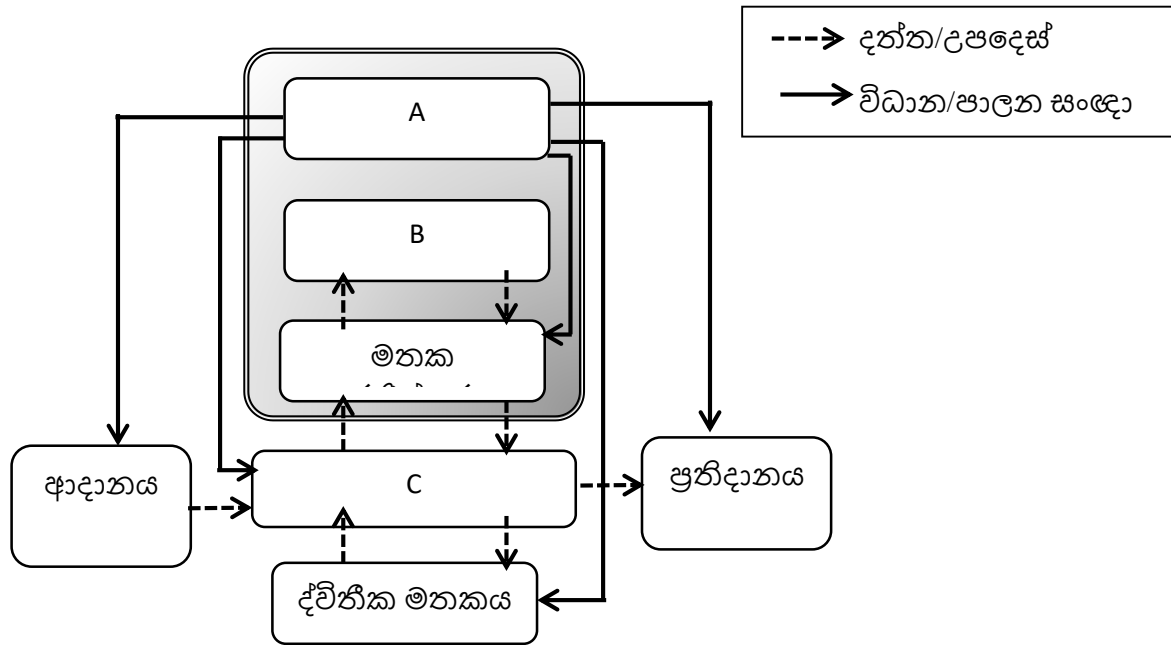 දත්ත/උපදෙස්
විධාන/පාලන සංඥා
A
B
මතක
ආදානය
C
ප්‍රතිදානය
ද්විතීක මතකය